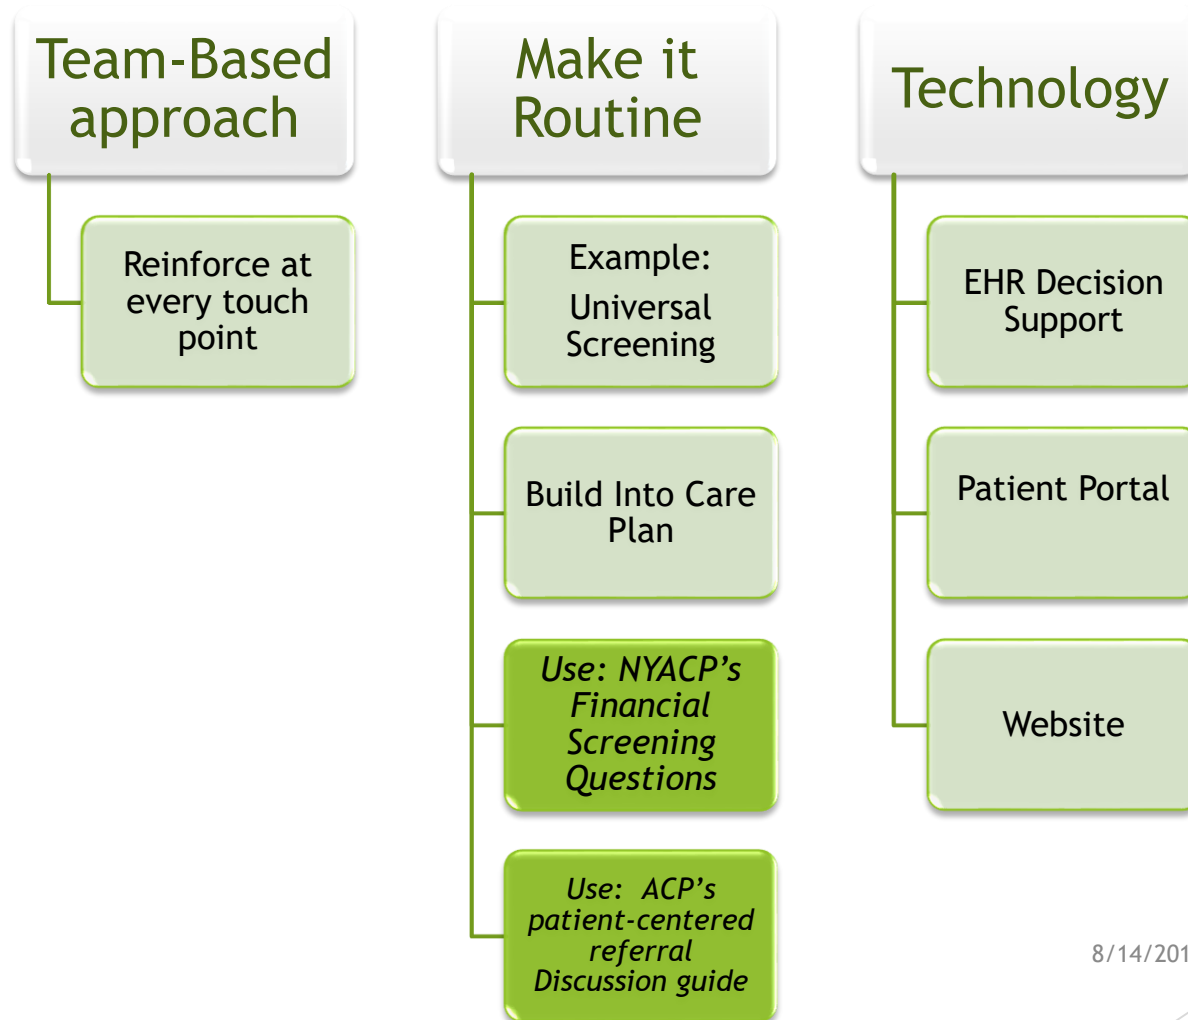 Team-Based
approach
Reinforce at
every touch
point
Make it
Routine
Example:
Universal
Screening
Build Into Care
Plan
Use: NYACP’s
Financial
Screening
Questions
Use:  ACP’s
patient-centered
referral
Discussion guide
Technology
EHR Decision
Support
Patient Portal
Website
8/14/201